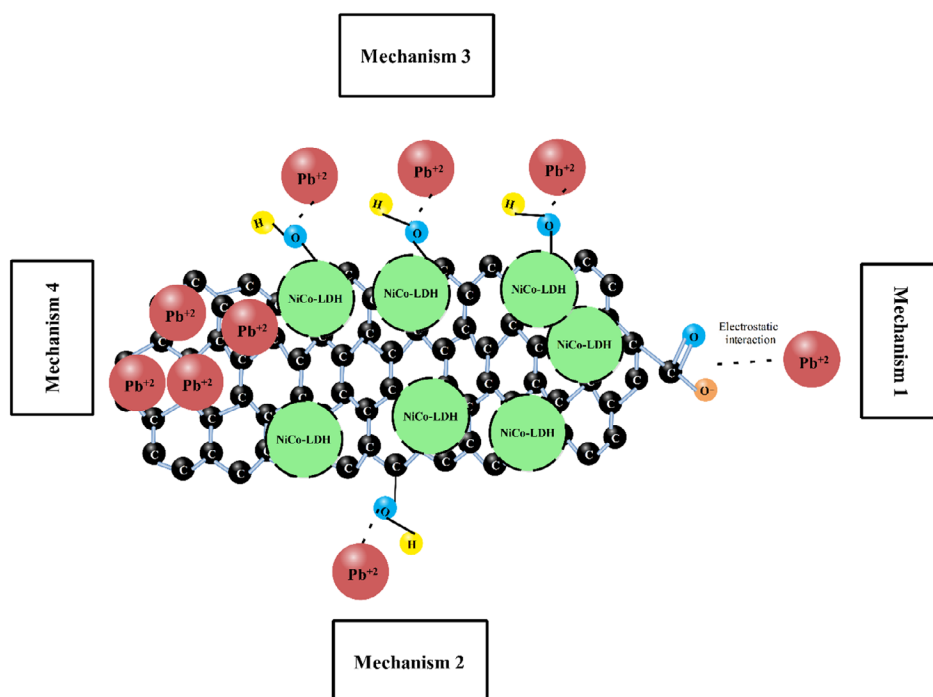 Mechanism 3
Pb+2
Pb+2
Pb+2
H
H
H
O
O
O
C
C
C
C
C
C
C
C
C
C
NiCo-LDH
NiCo-LDH
NiCo-LDH
Mechanism 4
Pb+2
Pb+2
Pb+2
Pb+2
NiCo-LDH
O
Electrostatic
interaction
Pb+2
Mechanism 1
C
O-
NiCo-LDH
NiCo-LDH
NiCo-LDH
C
C
C
C
C
C
C
C
C
C
O
H
Pb+2
Mechanism 2